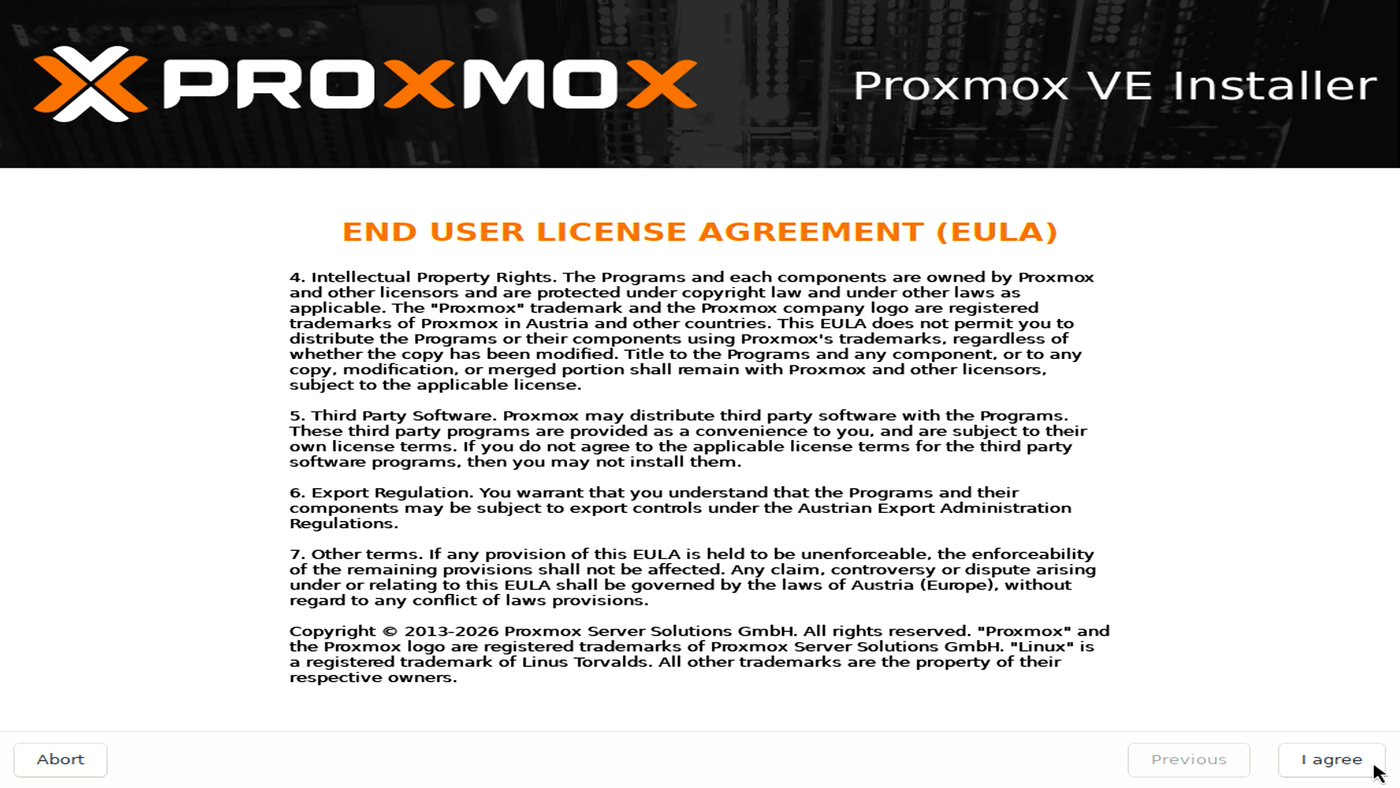 PROXMOX
Proxmox VE Installer
END USER LICENSE AGREEMENT (EULA)
4. Intellectual Property Rights. The Programs and each components are owned by Proxmox
and other licensors and are protected under copyright law and under other laws as
applicable. The "Proxmox" trademark and the Proxmox company logo are registered
trademarks of Proxmox in Austria and other countries. This EULA does not permit you to
distribute the Programs or their components using Proxmox's trademarks, regardless of
whether the copy has been modified. Title to the Programs and any component, or to any
copy, modification, or merged portion shall remain with Proxmox and other licensors,
subject to the applicable license.
5. Third Party Software. Proxmox may distribute third party software with the Programs.
These third party programs are provided as a convenience to you, and are subject to their
own license terms. If you do not agree to the applicable license terms for the third party
software programs, then you may not install them.
6. Export Regulation. You warrant that you understand that the Programs and their
components may be subject to export controls under the Austrian Export Administration
Regulations.
7. Other terms. If any provision of this EULA is held to be unenforceable, the enforceability
of the remaining provisions shall not be affected. Any claim, controversy or dispute arising
under or relating to this EULA shall be governed by the laws of Austria (Europe), without
regard to any conflict of laws provisions.
Copyright © 2013-2026 Proxmox Server Solutions GmbH. All rights reserved. "Proxmox" and
the Proxmox logo are registered trademarks of Proxmox Server Solutions GmbH. "Linux" is
a registered trademark of Linus Torvalds. All other trademarks are the property of their
respective owners.
Abort
Previous
I agree